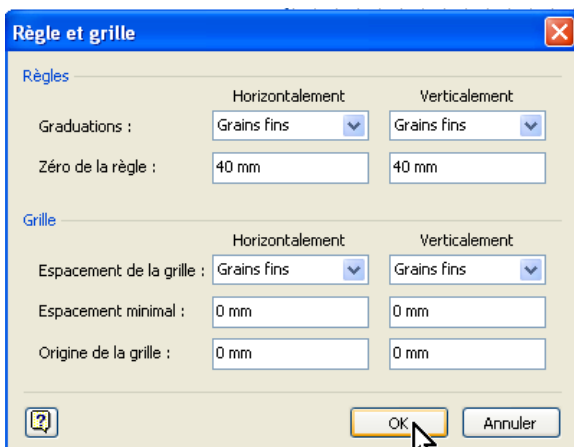 Règle et grille
Règles
Horizontalement Verticalement
Graduations : Grains fins Grains fins
Zéro de la règle : 40 mm 40 mm
Grille
Horizontalement Verticalement
Espacement de la grille : Grains fins Grains fins
Espacement minimal : 0 mm 0 mm
Origine de la grille : 0 mm 0 mm
? OK Annuler